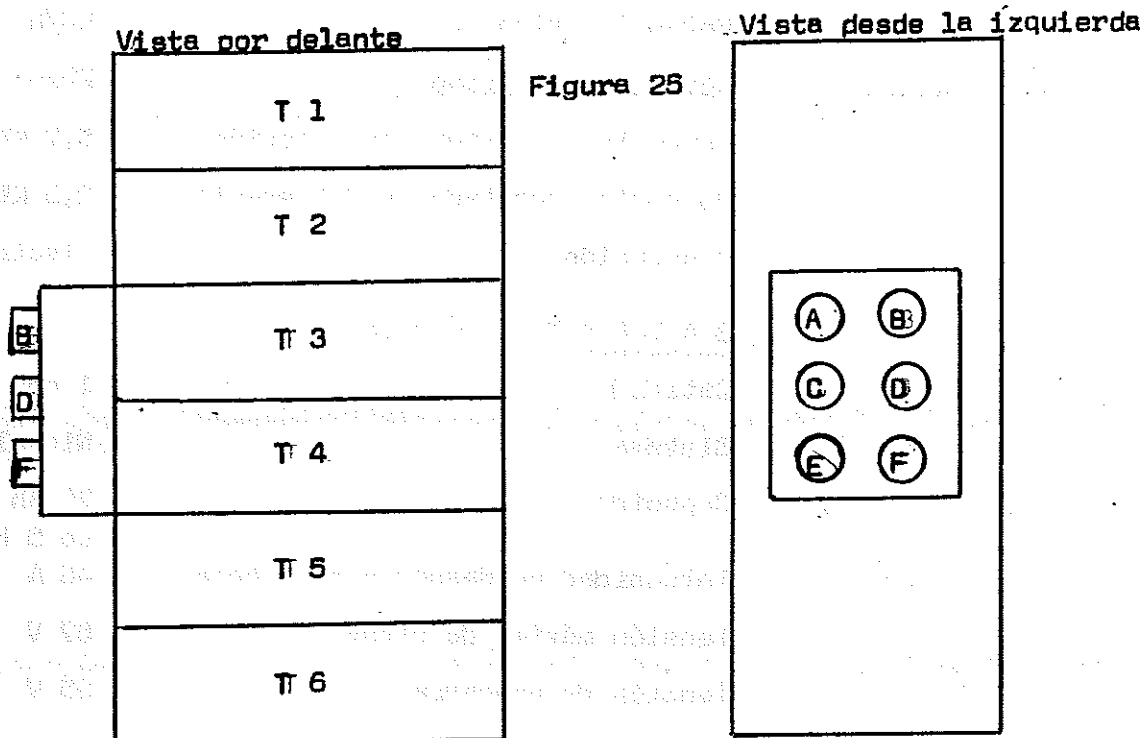 Vista por delante
Vista desde la izquierda
Figura 25
T 1
T 2
T 3
T 4
T 5
T 6
B
D
F
A B
C D
E F